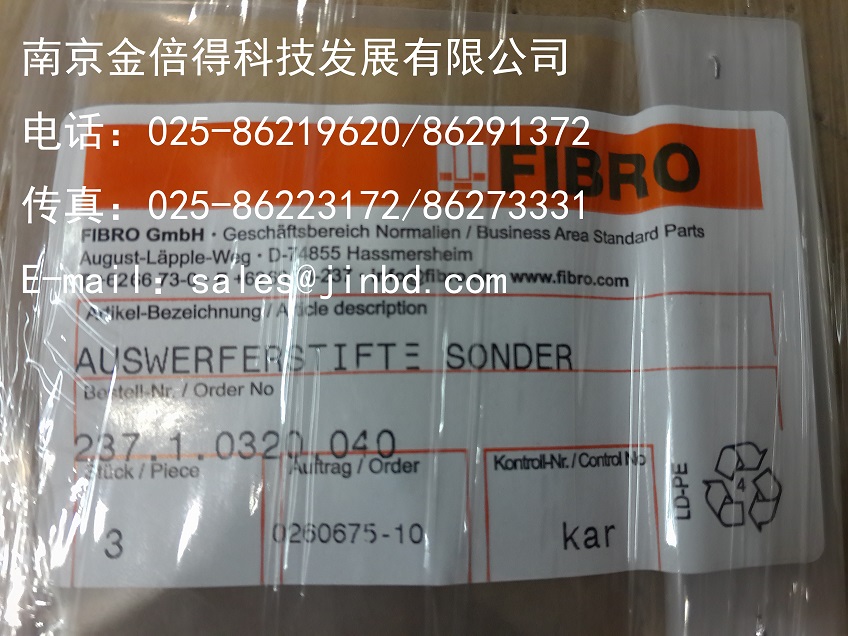 南京金倍得科技发展有限公司
电话：025-86219620/86291372
FIBRO
传真：025-86223172/86273331
FIBRO GmbH · Geschäftsbereich Normalien / Business Area Standard Parts
August-Läpple-Weg · D-74855 Hassmersheim
www.fibro.com
E-mail：sales@jinbd.com
Artikel-Bezeichnung / Article description
AUSWERFERSTIFTE SONDER
Bestell-Nr. / Order No
237.1.0320.040
Stück / Piece
Auftrag / Order
Kontroll-Nr. / Control No
3
0260675-10
kar
LD-PE
4